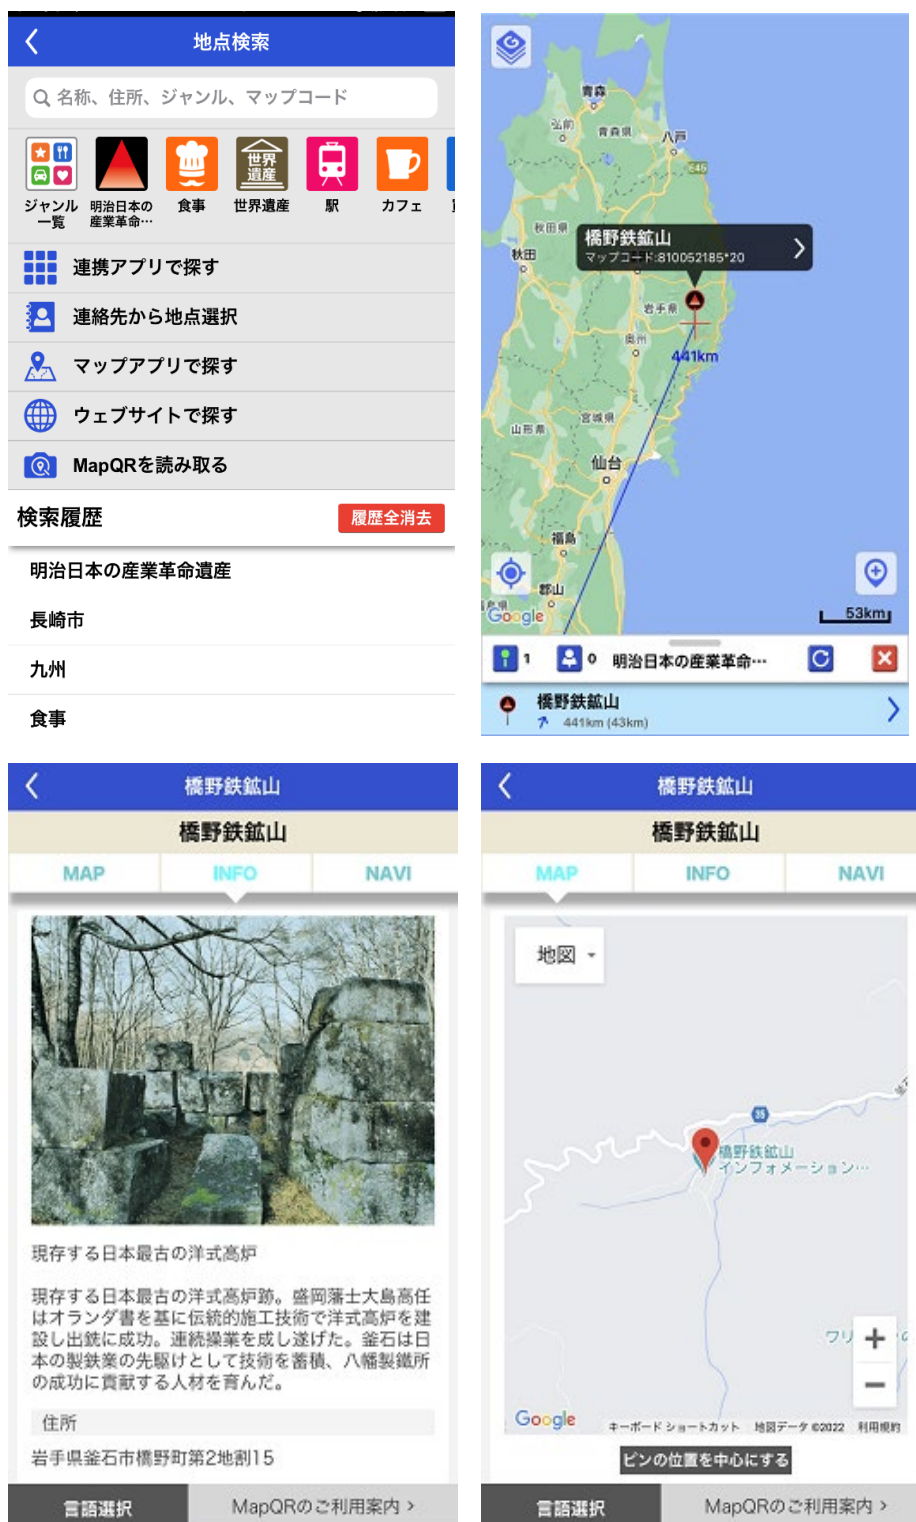 地点検索
名称、住所、ジャンル、マップコード
世界
遺産
ジャンル
一覧
明治日本の
産業革命…
食事
世界遺産
駅
カフェ
連携アプリで探す
連絡先から地点選択
マップアプリで探す
ウェブサイトで探す
MapQRを読み取る
検索履歴
履歴全消去
明治日本の産業革命遺産
長崎市
九州
食事
青森
弘前
青森県
八戸
E45
秋田県
秋田
橋野鉄鉱山
マップコード:810052185*20
岩手県
奥州
441km
宮城県
山形県
仙台
福島
郡山
Google
53km
1
0
明治日本の産業革命…
橋野鉄鉱山
441km (43km)
橋野鉄鉱山
橋野鉄鉱山
MAP
INFO
NAVI
現存する日本最古の洋式高炉
現存する日本最古の洋式高炉跡。盛岡藩士大島高任
はオランダ書を基に伝統的施工技術で洋式高炉を建
設し出銑に成功。連続操業を成し遂げた。釜石は日
本の製鉄業の先駆けとして技術を蓄積、八幡製鐵所
の成功に貢献する人材を育んだ。
住所
岩手県釜石市橋野町第2地割15
言語選択
MapQRのご利用案内 >
橋野鉄鉱山
橋野鉄鉱山
MAP
INFO
NAVI
地図
35
橋野鉄鉱山
インフォメーション…
ワリ
+
−
Google
キーボード ショートカット
地図データ ©2022
利用規約
ピンの位置を中心にする
言語選択
MapQRのご利用案内 >